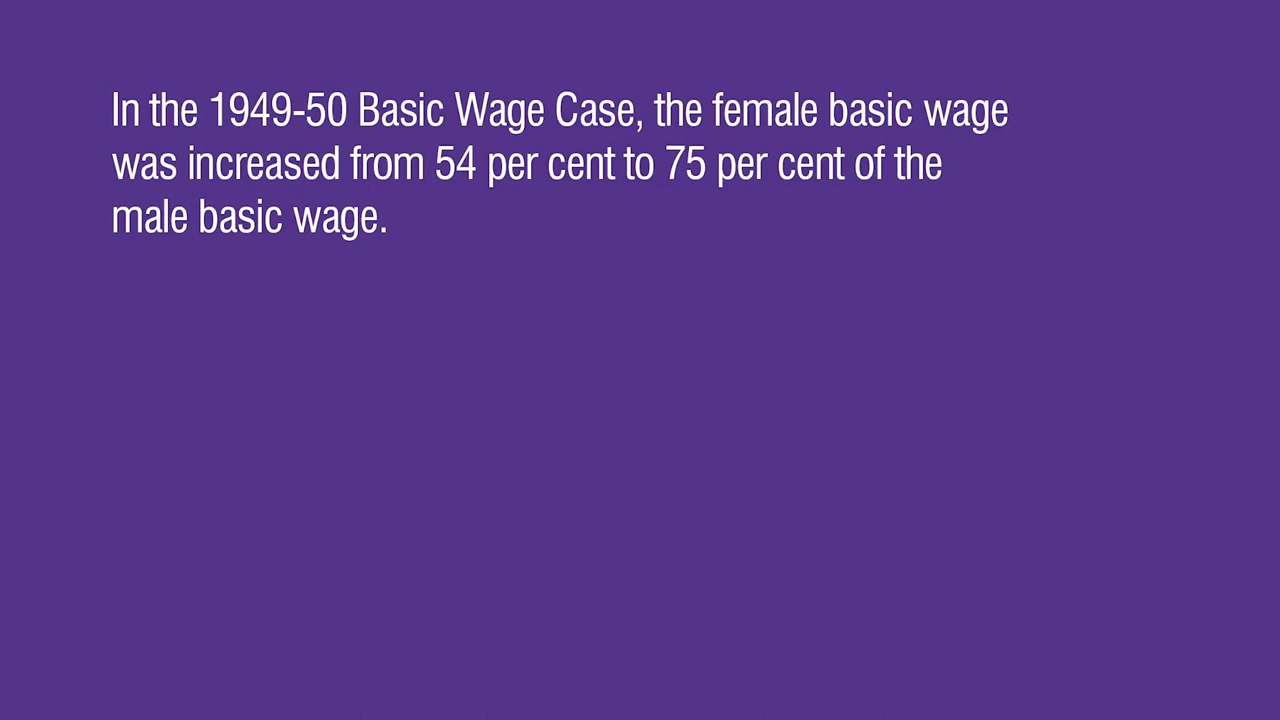 In the 1949-50 Basic Wage Case, the female basic wage
was increased from 54 per cent to 75 per cent of the
male basic wage.